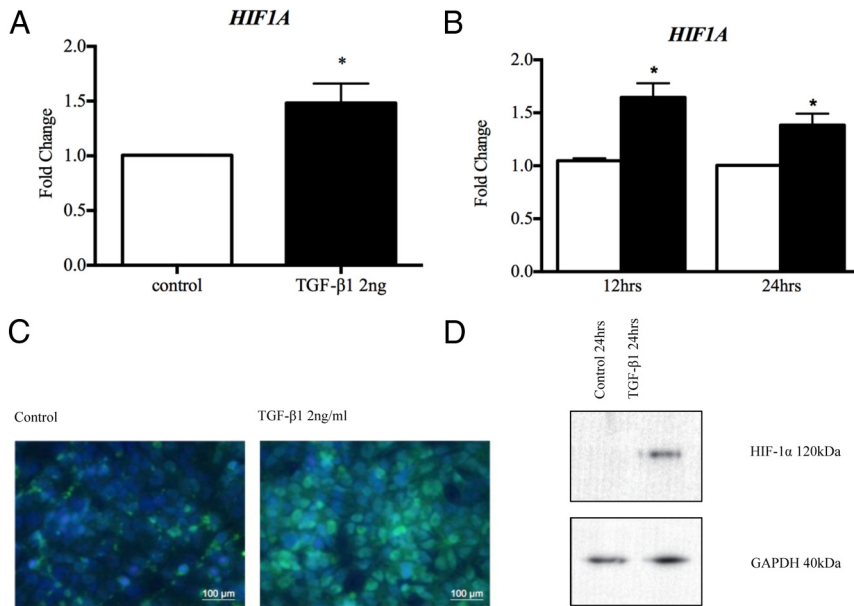 A
HIF1A
2.0
1.5
1.0
0.5
0.0
Fold Change
*
control
TGF-β1 2ng
B
HIF1A
2.0
1.5
1.0
0.5
0.0
Fold Change
*
*
12hrs
24hrs
C
Control
TGF-β1 2ng/ml
100 μm
100 μm
D
Control 24hrs
TGF-β1 24hrs
HIF-1α 120kDa
GAPDH 40kDa